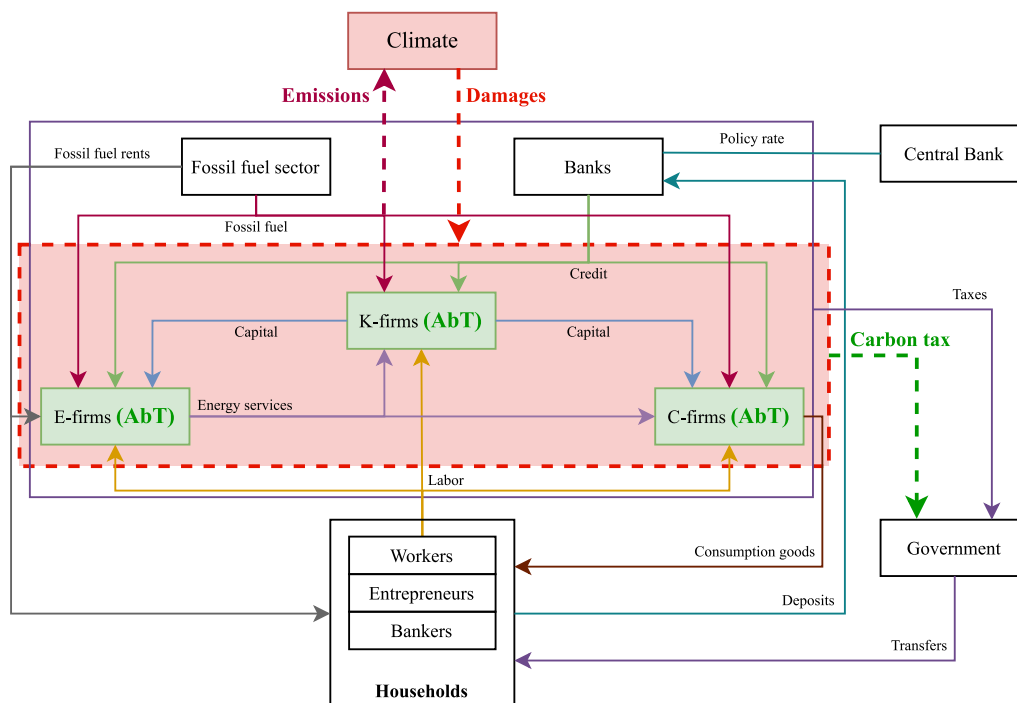 Climate
Emissions
Damages
Fossil fuel rents
Fossil fuel sector
Banks
Policy rate
Central Bank
Fossil fuel
Credit
K-firms (AbT)
Capital
Capital
Taxes
Carbon tax
E-firms (AbT)
Energy services
C-firms (AbT)
Labor
Workers
Entrepreneurs
Bankers
Households
Consumption goods
Government
Deposits
Transfers